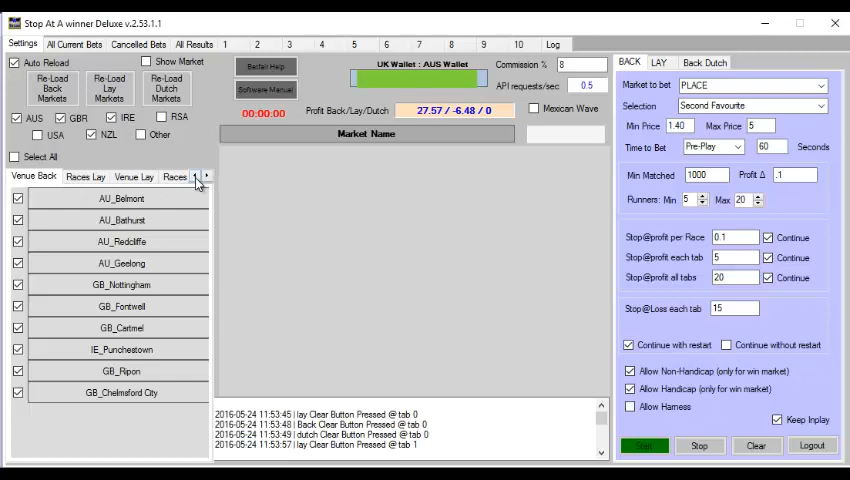 Stop At A winner Deluxe v.2.53.1.1
Settings All Current Bets Cancelled Bets All Results 1 2 3 4 5 6 7 8 9 10 Log
Auto Reload Show Market
Re-Load Back Markets
Re-Load Lay Markets
Re-Load Dutch Markets
AUS GBR IRE RSA
USA NZL Other
Select All
Venue Back Races Lay Venue Lay Races
AU_Belmont
AU_Bathurst
AU_Redcliffe
AU_Geelong
GB_Nottingham
GB_Fontwell
GB_Cartmel
IE_Punchestown
GB_Ripon
GB_Chelmsford City
Betfair Help
Software Manual
00:00:00
UK Wallet : AUS Wallet
Commission % 8
API requests/sec 0.5
Profit Back/Lay/Dutch 27.57 / -6.48 / 0
Mexican Wave
Market Name
2016-05-24 11:53:45 | lay Clear Button Pressed @ tab 0
2016-05-24 11:53:48 | Back Clear Button Pressed @ tab 0
2016-05-24 11:53:49 | dutch Clear Button Pressed @ tab 0
2016-05-24 11:53:57 | lay Clear Button Pressed @ tab 1
BACK LAY Back Dutch
Market to bet PLACE
Selection Second Favourite
Min Price 1.40 Max Price 5
Time to Bet Pre-Play 60 Seconds
Min Matched 1000 Profit Δ .1
Runners: Min 5 Max 20
Stop@profit per Race 0.1 Continue
Stop@profit each tab 5 Continue
Stop@profit all tabs 20 Continue
Stop@Loss each tab 15
Continue with restart Continue without restart
Allow Non-Handicap (only for win market)
Allow Handicap (only for win market)
Allow Harness
Keep Inplay
Start Stop Clear Logout